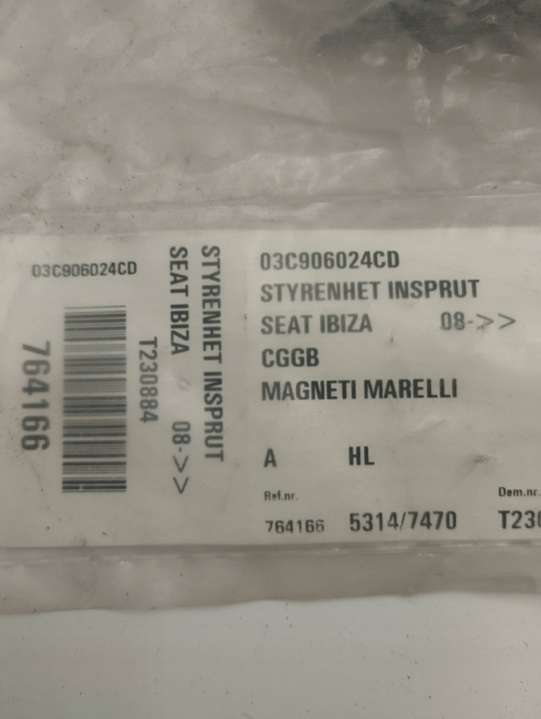 03C906024CD
764166
T230884
STYRENHET INSPRUT
SEAT IBIZA 08->>
03C906024CD
STYRENHET INSPRUT
SEAT IBIZA 08->>
CGGB
MAGNETI MARELLI
A HL
Ref.nr. Dem.nr.
764166 5314/7470 T230